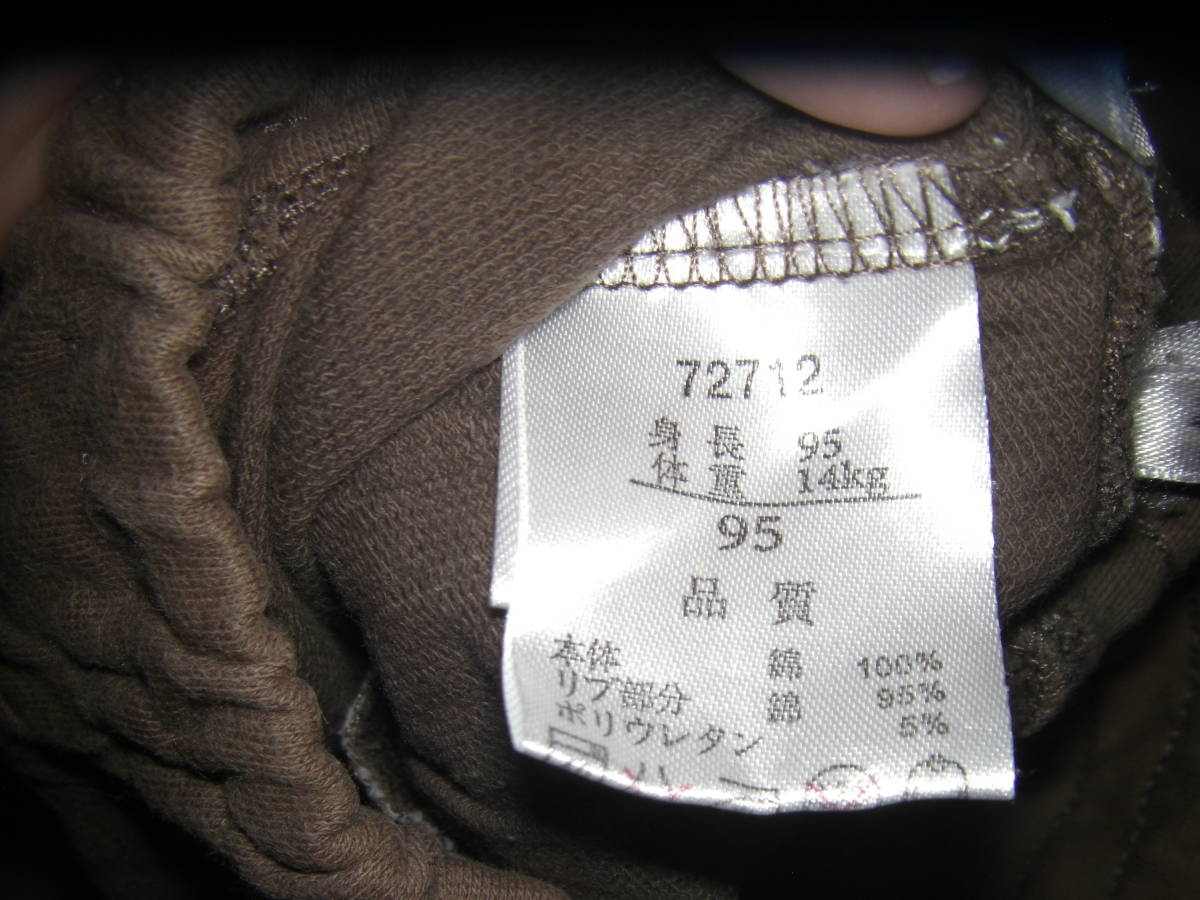 72712
身長 95
体重 14kg
95
品質
本体 綿 100%
リブ部分 綿 95%
ポリウレタン 5%